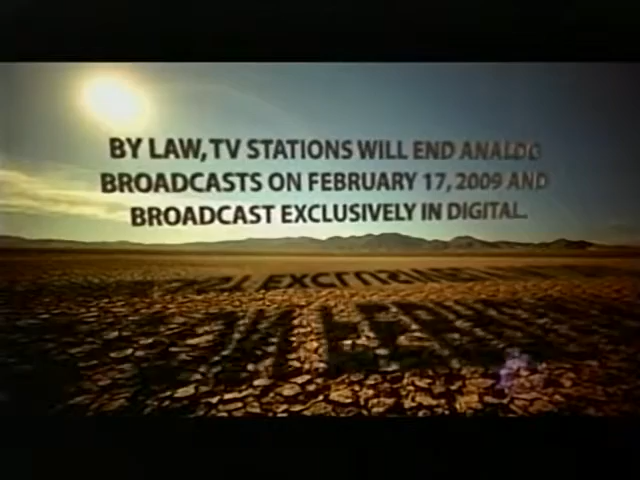 BY LAW, TV STATIONS WILL END ANALOG
BROADCASTS ON FEBRUARY 17, 2009 AND
BROADCAST EXCLUSIVELY IN DIGITAL.